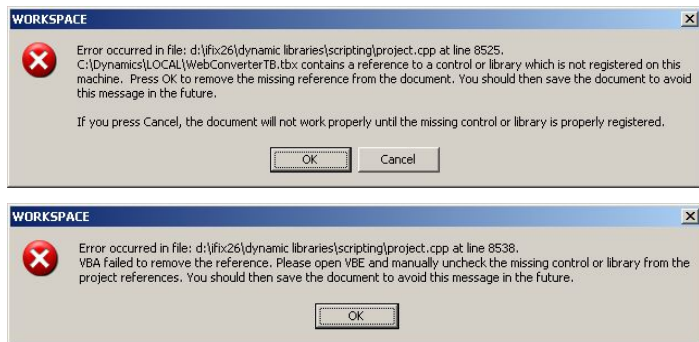 WORKSPACE
Error occurred in file: d:\ifix26\dynamic libraries\scripting\project.cpp at line 8525.
C:\Dynamics\LOCAL\WebConverterTB.tbx contains a reference to a control or library which is not registered on this
machine. Press OK to remove the missing reference from the document. You should then save the document to avoid
this message in the future.
If you press Cancel, the document will not work properly until the missing control or library is properly registered.
OK
Cancel
WORKSPACE
Error occurred in file: d:\ifix26\dynamic libraries\scripting\project.cpp at line 8538.
VBA failed to remove the reference. Please open VBE and manually uncheck the missing control or library from the
project references. You should then save the document to avoid this message in the future.
OK